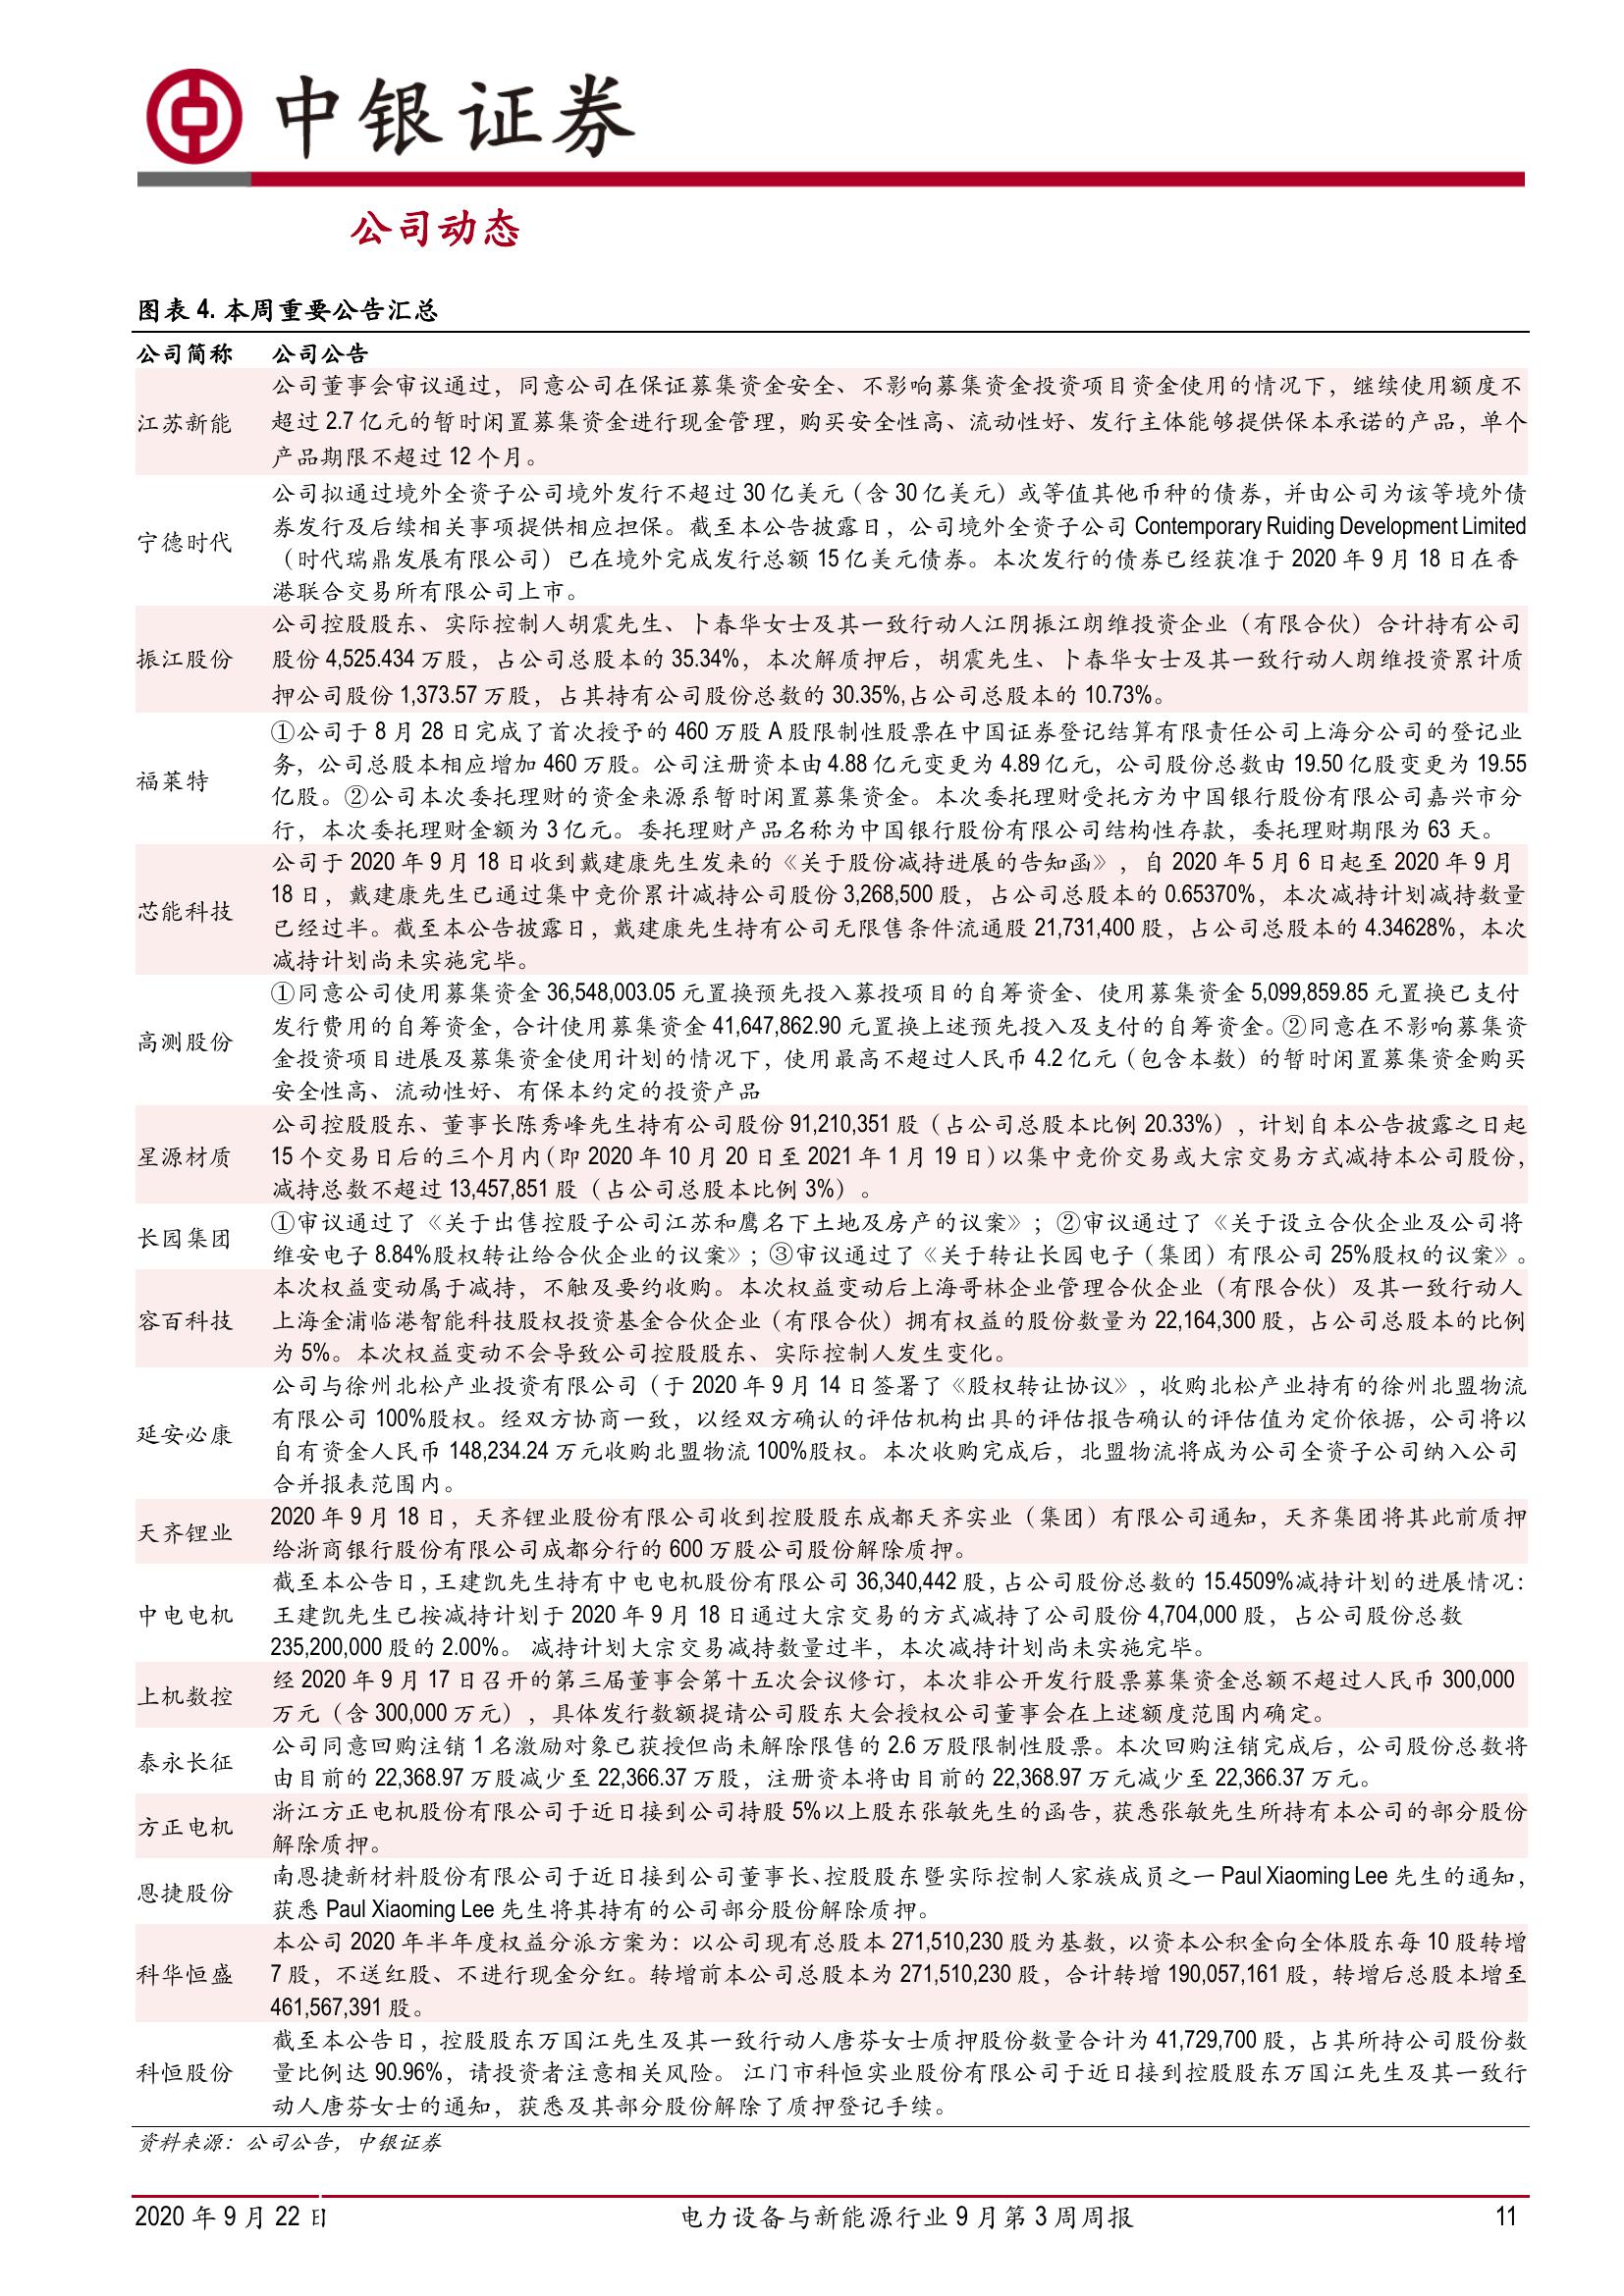 中银证券
公司动态
图表 4. 本周重要公告汇总
公司简称 公司公告
江苏新能
公司董事会审议通过，同意公司在保证募集资金安全、不影响募集资金投资项目资金使用的情况下，继续使用额度不
超过 2.7 亿元的暂时闲置募集资金进行现金管理，购买安全性高、流动性好、发行主体能够提供保本承诺的产品，单个
产品期限不超过 12 个月。
宁德时代
公司拟通过境外全资子公司境外发行不超过 30 亿美元（含 30 亿美元）或等值其他币种的债券，并由公司为该等境外债
券发行及后续相关事项提供相应担保。截至本公告披露日，公司境外全资子公司 Contemporary Ruiding Development Limited
（时代瑞鼎发展有限公司）已在境外完成发行总额 15 亿美元债券。本次发行的债券已经获准于 2020 年 9 月 18 日在香
港联合交易所有限公司上市。
振江股份
公司控股股东、实际控制人胡震先生、卜春华女士及其一致行动人江阴振江朗维投资企业（有限合伙）合计持有公司
股份 4,525.434 万股，占公司总股本的 35.34%，本次解质押后，胡震先生、卜春华女士及其一致行动人朗维投资累计质
押公司股份 1,373.57 万股，占其持有公司股份总数的 30.35%,占公司总股本的 10.73%。
福莱特
①公司于 8 月 28 日完成了首次授予的 460 万股 A 股限制性股票在中国证券登记结算有限责任公司上海分公司的登记业
务，公司总股本相应增加 460 万股。公司注册资本由 4.88 亿元变更为 4.89 亿元，公司股份总数由 19.50 亿股变更为 19.55
亿股。②公司本次委托理财的资金来源系暂时闲置募集资金。本次委托理财受托方为中国银行股份有限公司嘉兴市分
行，本次委托理财金额为 3 亿元。委托理财产品名称为中国银行股份有限公司结构性存款，委托理财期限为 63 天。
芯能科技
公司于 2020 年 9 月 18 日收到戴建康先生发来的《关于股份减持进展的告知函》，自 2020 年 5 月 6 日起至 2020 年 9 月
18 日，戴建康先生已通过集中竞价累计减持公司股份 3,268,500 股，占公司总股本的 0.65370%，本次减持计划减持数量
已经过半。截至本公告披露日，戴建康先生持有公司无限售条件流通股 21,731,400 股，占公司总股本的 4.34628%，本次
减持计划尚未实施完毕。
高测股份
①同意公司使用募集资金 36,548,003.05 元置换预先投入募投项目的自筹资金、使用募集资金 5,099,859.85 元置换已支付
发行费用的自筹资金，合计使用募集资金 41,647,862.90 元置换上述预先投入及支付的自筹资金。②同意在不影响募集资
金投资项目进展及募集资金使用计划的情况下，使用最高不超过人民币 4.2 亿元（包含本数）的暂时闲置募集资金购买
安全性高、流动性好、有保本约定的投资产品
星源材质
公司控股股东、董事长陈秀峰先生持有公司股份 91,210,351 股（占公司总股本比例 20.33%），计划自本公告披露之日起
15 个交易日后的三个月内(即 2020 年 10 月 20 日至 2021 年 1 月 19 日)以集中竞价交易或大宗交易方式减持本公司股份，
减持总数不超过 13,457,851 股（占公司总股本比例 3%）。
长园集团
①审议通过了《关于出售控股子公司江苏和鹰名下土地及房产的议案》；②审议通过了《关于设立合伙企业及公司将
维安电子 8.84%股权转让给合伙企业的议案》；③审议通过了《关于转让长园电子（集团）有限公司 25%股权的议案》。
容百科技
本次权益变动属于减持，不触及要约收购。本次权益变动后上海哥林企业管理合伙企业（有限合伙）及其一致行动人
上海金浦临港智能科技股权投资基金合伙企业（有限合伙）拥有权益的股份数量为 22,164,300 股，占公司总股本的比例
为 5%。本次权益变动不会导致公司控股股东、实际控制人发生变化。
延安必康
公司与徐州北松产业投资有限公司（于 2020 年 9 月 14 日签署了《股权转让协议》，收购北松产业持有的徐州北盟物流
有限公司 100%股权。经双方协商一致，以经双方确认的评估机构出具的评估报告确认的评估值为定价依据，公司将以
自有资金人民币 148,234.24 万元收购北盟物流 100%股权。本次收购完成后，北盟物流将成为公司全资子公司纳入公司
合并报表范围内。
天齐锂业
2020 年 9 月 18 日，天齐锂业股份有限公司收到控股股东成都天齐实业（集团）有限公司通知，天齐集团将其此前质押
给浙商银行股份有限公司成都分行的 600 万股公司股份解除质押。
中电电机
截至本公告日，王建凯先生持有中电电机股份有限公司 36,340,442 股，占公司股份总数的 15.4509%减持计划的进展情况：
王建凯先生已按减持计划于 2020 年 9 月 18 日通过大宗交易的方式减持了公司股份 4,704,000 股，占公司股份总数
235,200,000 股的 2.00%。 减持计划大宗交易减持数量过半，本次减持计划尚未实施完毕。
上机数控
经 2020 年 9 月 17 日召开的第三届董事会第十五次会议修订，本次非公开发行股票募集资金总额不超过人民币 300,000
万元（含 300,000 万元），具体发行数额提请公司股东大会授权公司董事会在上述额度范围内确定。
泰永长征
公司同意回购注销 1 名激励对象已获授但尚未解除限售的 2.6 万股限制性股票。本次回购注销完成后，公司股份总数将
由目前的 22,368.97 万股减少至 22,366.37 万股，注册资本将由目前的 22,368.97 万元减少至 22,366.37 万元。
方正电机
浙江方正电机股份有限公司于近日接到公司持股 5%以上股东张敏先生的函告，获悉张敏先生所持有本公司的部分股份
解除质押。
恩捷股份
南恩捷新材料股份有限公司于近日接到公司董事长、控股股东暨实际控制人家族成员之一 Paul Xiaoming Lee 先生的通知，
获悉 Paul Xiaoming Lee 先生将其持有的公司部分股份解除质押。
科华恒盛
本公司 2020 年半年度权益分派方案为：以公司现有总股本 271,510,230 股为基数，以资本公积金向全体股东每 10 股转增
7 股，不送红股、不进行现金分红。转增前本公司总股本为 271,510,230 股，合计转增 190,057,161 股，转增后总股本增至
461,567,391 股。
科恒股份
截至本公告日，控股股东万国江先生及其一致行动人唐芬女士质押股份数量合计为 41,729,700 股，占其所持公司股份数
量比例达 90.96%，请投资者注意相关风险。 江门市科恒实业股份有限公司于近日接到控股股东万国江先生及其一致行
动人唐芬女士的通知，获悉及其部分股份解除了质押登记手续。
资料来源：公司公告，中银证券
2020 年 9 月 22 日 电力设备与新能源行业 9 月第 3 周周报 11